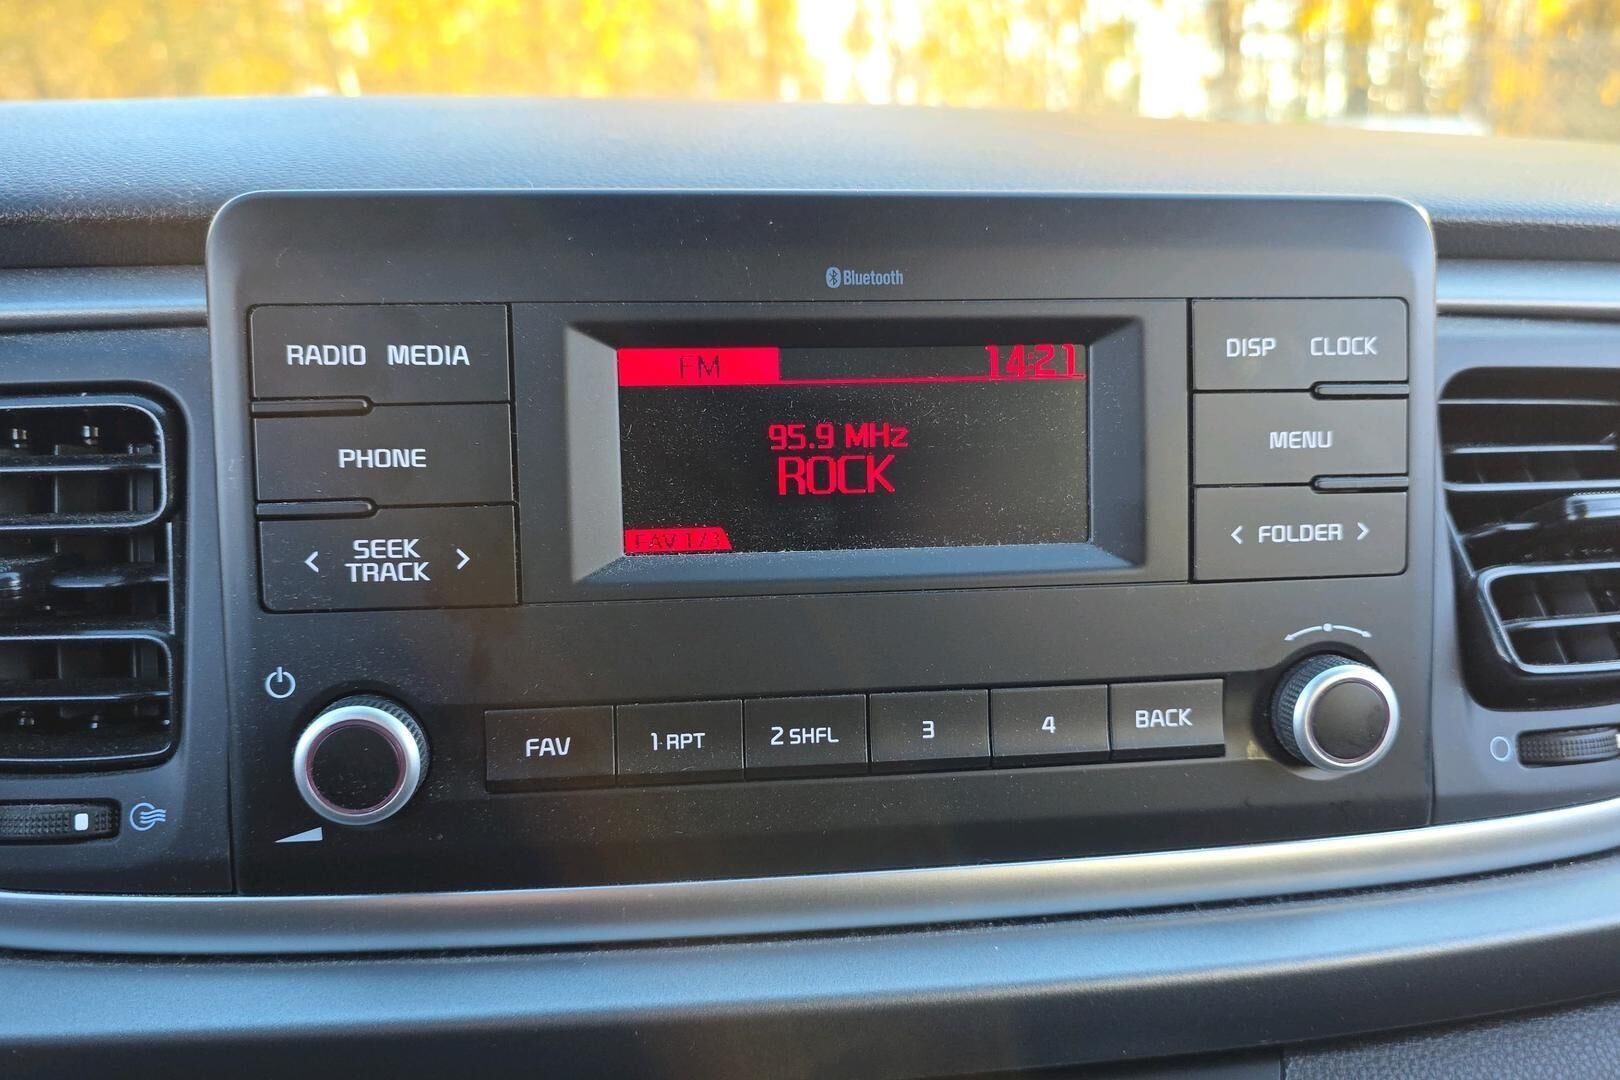 Bluetooth
RADIO MEDIA
DISP CLOCK
FM 14:21
PHONE
95.9 MHz
ROCK
MENU
< SEEK
TRACK >
FAV 1/3
< FOLDER >
FAV
1 RPT
2 SHFL
3
4
BACK